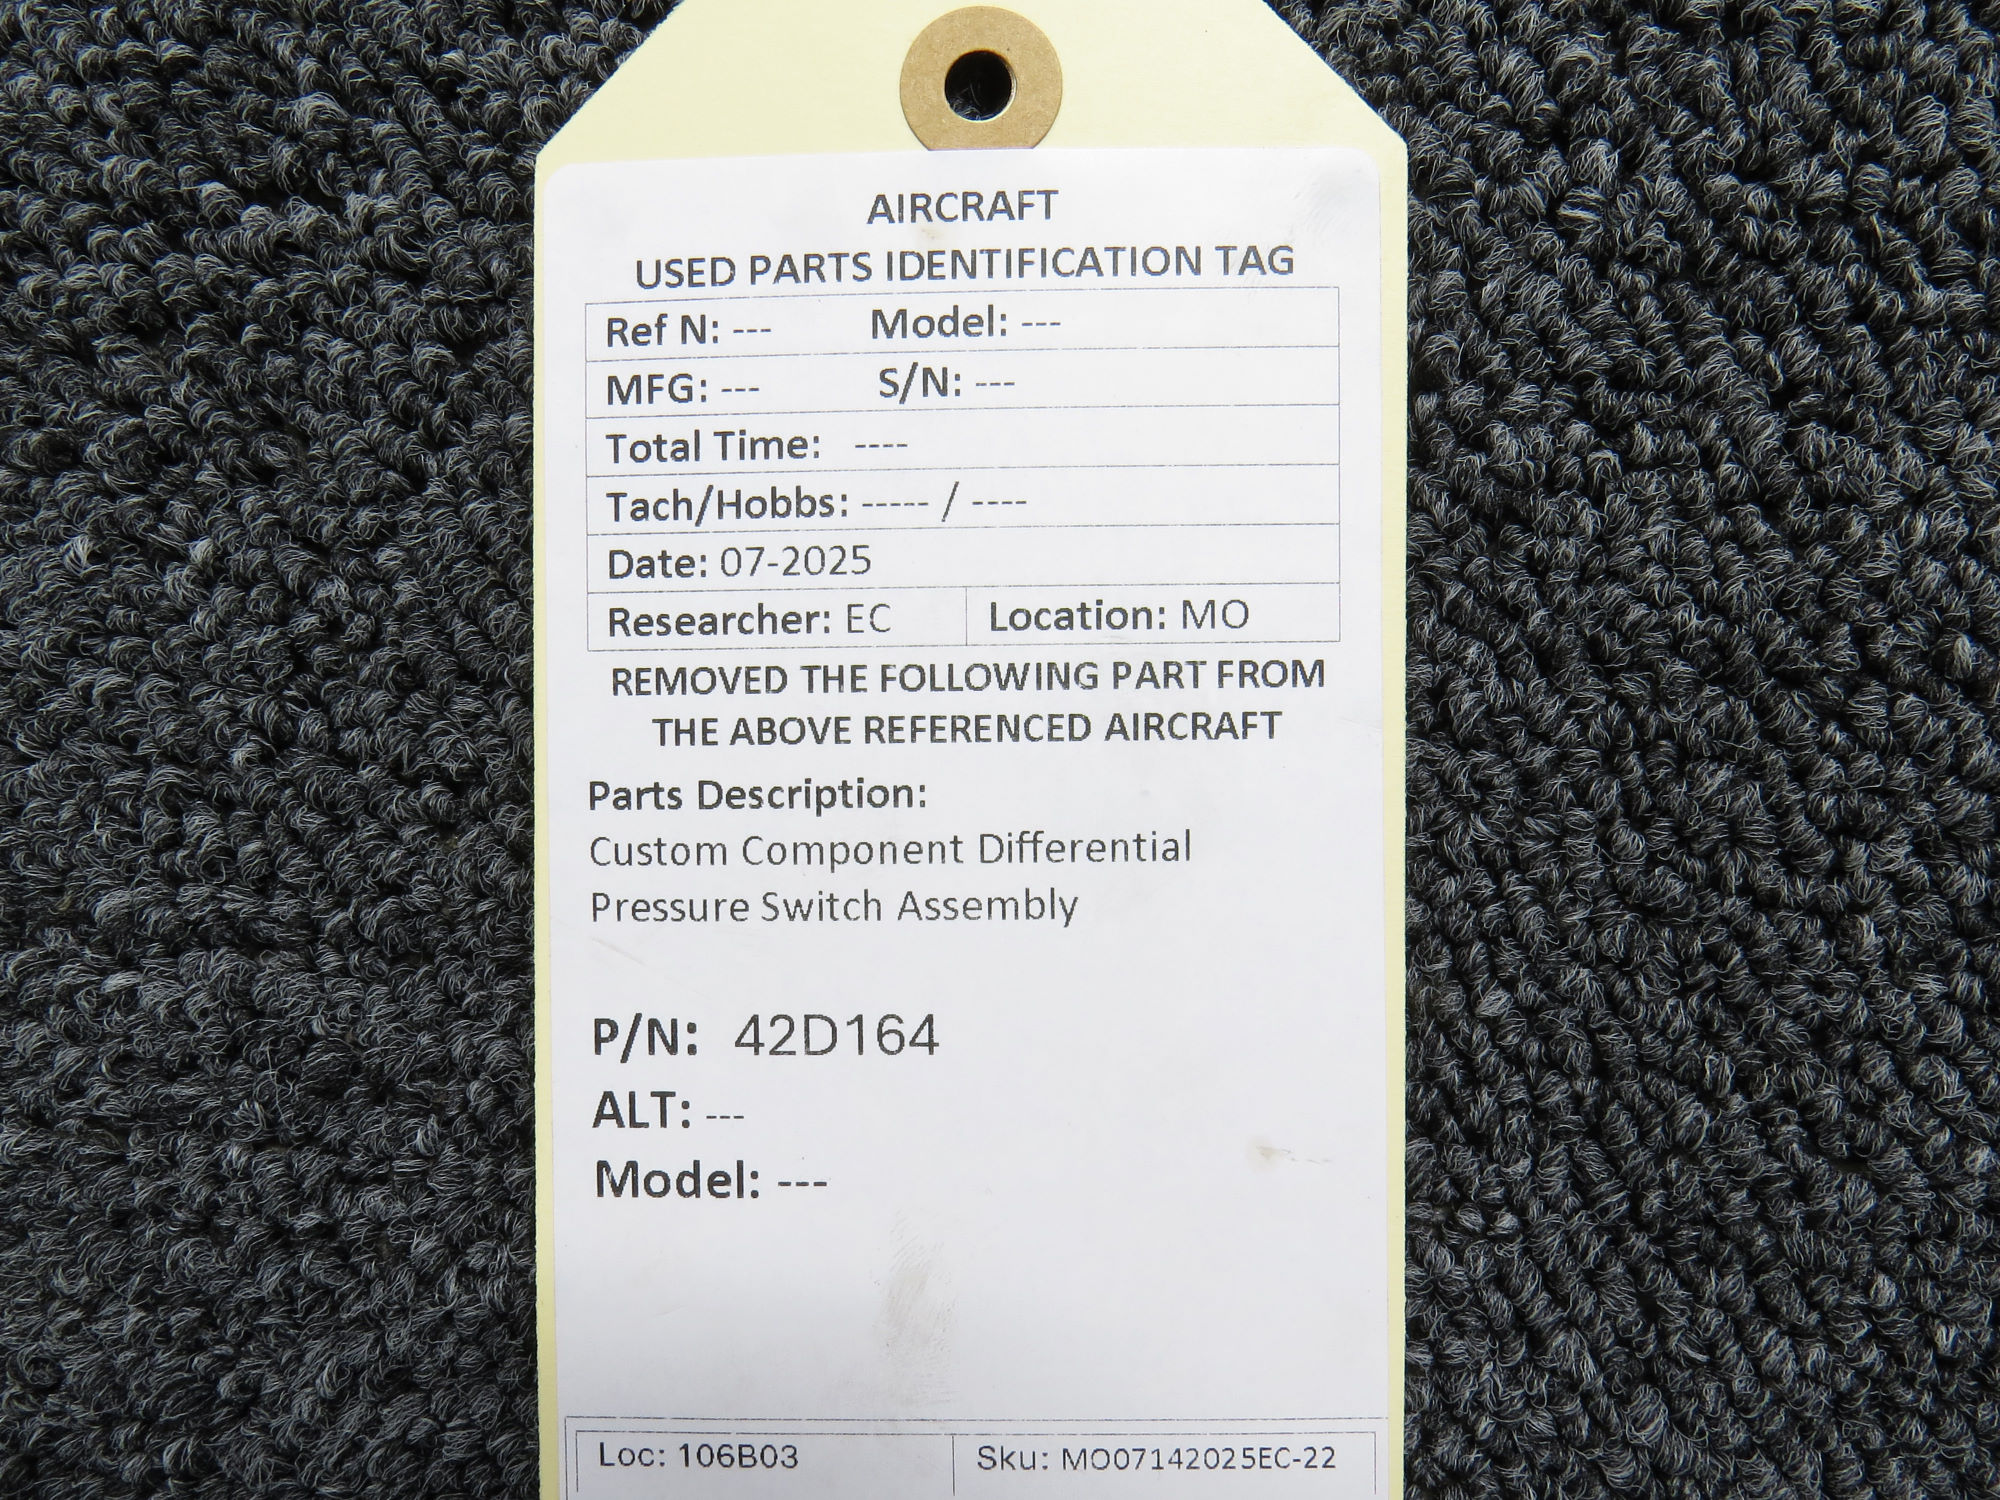 AIRCRAFT
USED PARTS IDENTIFICATION TAG
Ref N: --- Model: ---
MFG: --- S/N: ---
Total Time: ----
Tach/Hobbs: ----- / ----
Date: 07-2025
Researcher: EC Location: MO
REMOVED THE FOLLOWING PART FROM
THE ABOVE REFERENCED AIRCRAFT
Parts Description:
Custom Component Differential
Pressure Switch Assembly
P/N: 42D164
ALT: ---
Model: ---
Loc: 106B03 Sku: MO07142025EC-22